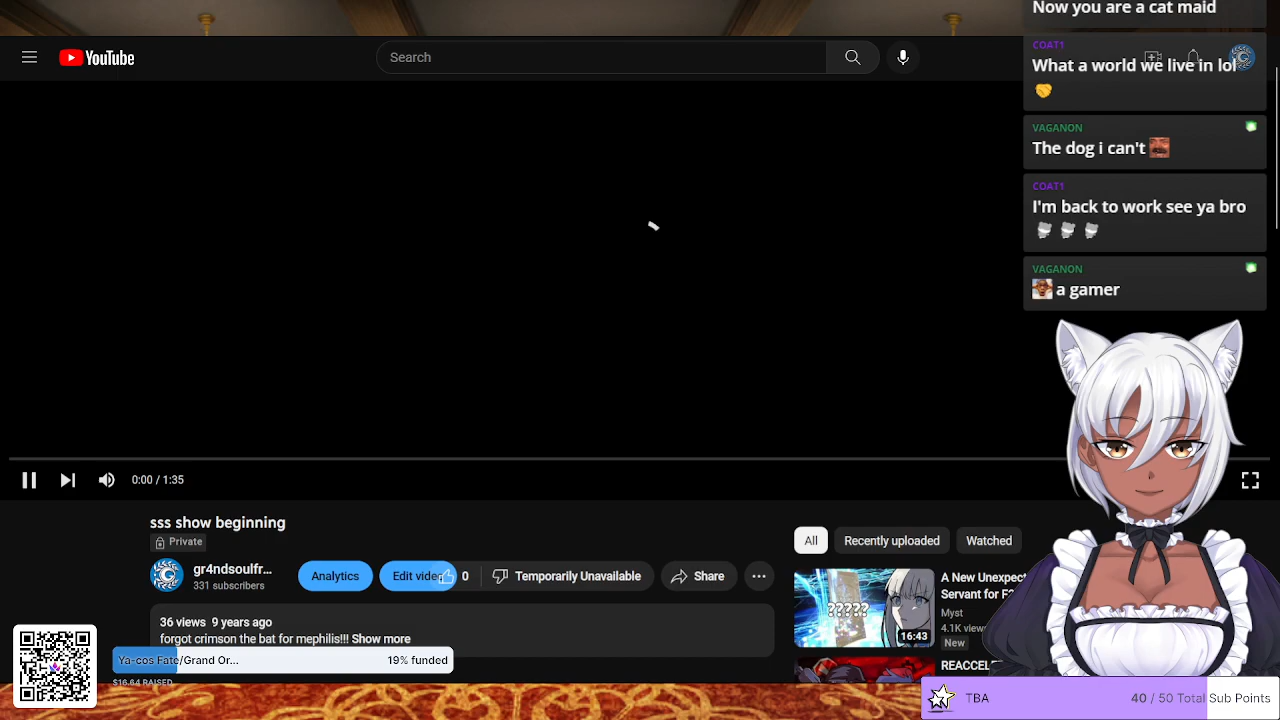 Now you are a cat maid
YouTube
Search
COAT1
What a world we live in lol
VAGANON
The dog i can't
COAT1
I'm back to work see ya bro
VAGANON
a gamer
0:00 / 1:35
sss show beginning
Private
gr4ndsoulfr...
331 subscribers
Analytics
Edit video
0
Temporarily Unavailable
Share
36 views 9 years ago
forgot crimson the bat for mephilis!!! Show more
All
Recently uploaded
Watched
?????
16:43
A New Unexpect
Servant for F
Myst
4.1K views
New
REACCEL
Ya-cos Fate/Grand Or...
19% funded
$16.64 RAISED
TBA
40 / 50 Total Sub Points